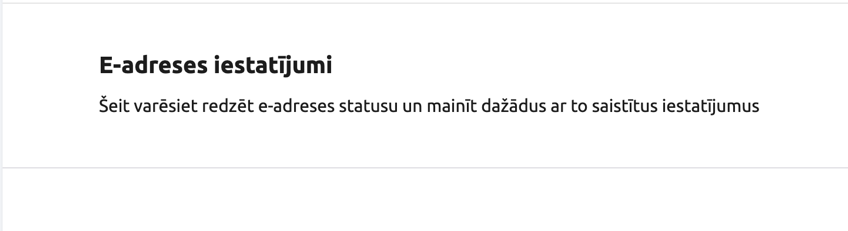 E-adreses iestatījumi
Šeit varēsiet redzēt e-adreses statusu un mainīt dažādus ar to saistītus iestatījumus